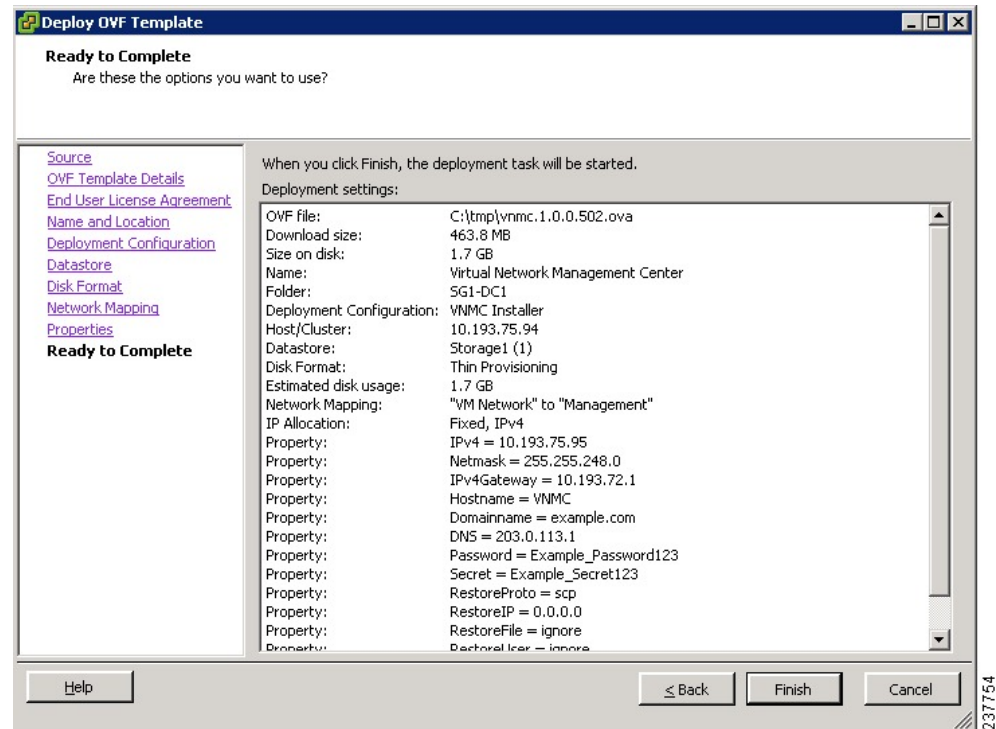 Deploy OVF Template
Ready to Complete
Are these the options you want to use?
Source
OVF Template Details
End User License Agreement
Name and Location
Deployment Configuration
Datastore
Disk Format
Network Mapping
Properties
Ready to Complete
When you click Finish, the deployment task will be started.
Deployment settings:
OVF file: C:\tmp\vnmc.1.0.0.502.ova
Download size: 463.8 MB
Size on disk: 1.7 GB
Name: Virtual Network Management Center
Folder: SG1-DC1
Deployment Configuration: VNMC Installer
Host/Cluster: 10.193.75.94
Datastore: Storage1 (1)
Disk Format: Thin Provisioning
Estimated disk usage: 1.7 GB
Network Mapping: "VM Network" to "Management"
IP Allocation: Fixed, IPv4
Property: IPv4 = 10.193.75.95
Property: Netmask = 255.255.248.0
Property: IPv4Gateway = 10.193.72.1
Property: Hostname = VNMC
Property: Domainname = example.com
Property: DNS = 203.0.113.1
Property: Password = Example_Password123
Property: Secret = Example_Secret123
Property: RestoreProto = scp
Property: RestoreIP = 0.0.0.0
Property: RestoreFile = ignore
Property: RestoreUser = ignore
Help
≤ Back
Finish
Cancel
237754